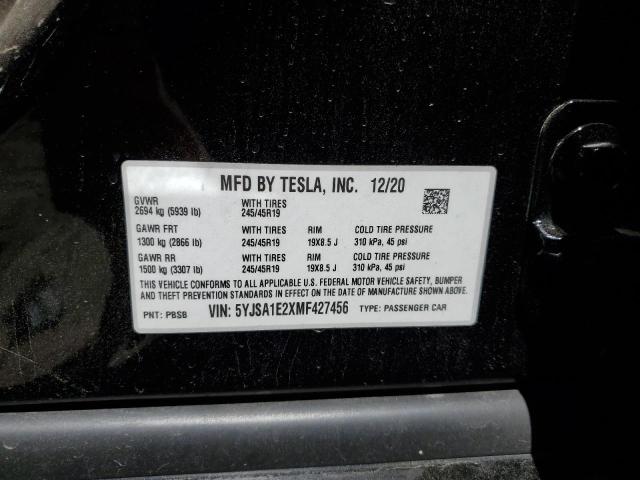 MFD BY TESLA, INC. 12/20
GVWR WITH TIRES
2694 kg (5939 lb) 245/45R19
GAWR FRT WITH TIRES RIM COLD TIRE PRESSURE
1300 kg (2866 lb) 245/45R19 19X8.5 J 310 kPa, 45 psi
GAWR RR WITH TIRES RIM COLD TIRE PRESSURE
1500 kg (3307 lb) 245/45R19 19X8.5 J 310 kPa, 45 psi
THIS VEHICLE CONFORMS TO ALL APPLICABLE U.S. FEDERAL MOTOR VEHICLE SAFETY, BUMPER
AND THEFT PREVENTION STANDARDS IN EFFECT ON THE DATE OF MANUFACTURE SHOWN ABOVE.
PNT: PBSB VIN: 5YJSA1E2XMF427456 TYPE: PASSENGER CAR